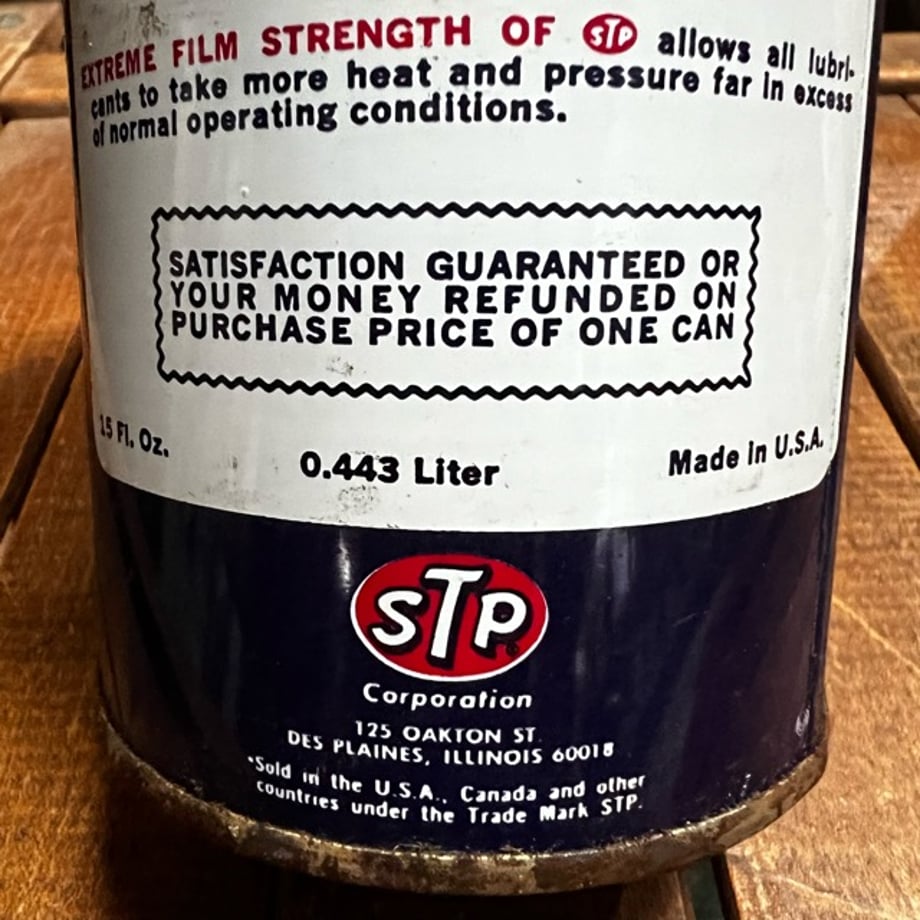 EXTREME FILM STRENGTH OF STP allows all lubri-
cants to take more heat and pressure far in excess
of normal operating conditions.
SATISFACTION GUARANTEED OR
YOUR MONEY REFUNDED ON
PURCHASE PRICE OF ONE CAN
15 Fl. Oz.
0.443 Liter
Made in U.S.A.
STP
Corporation
125 OAKTON ST.
DES PLAINES, ILLINOIS 60018
*Sold in the U.S.A., Canada and other
countries under the Trade Mark STP.